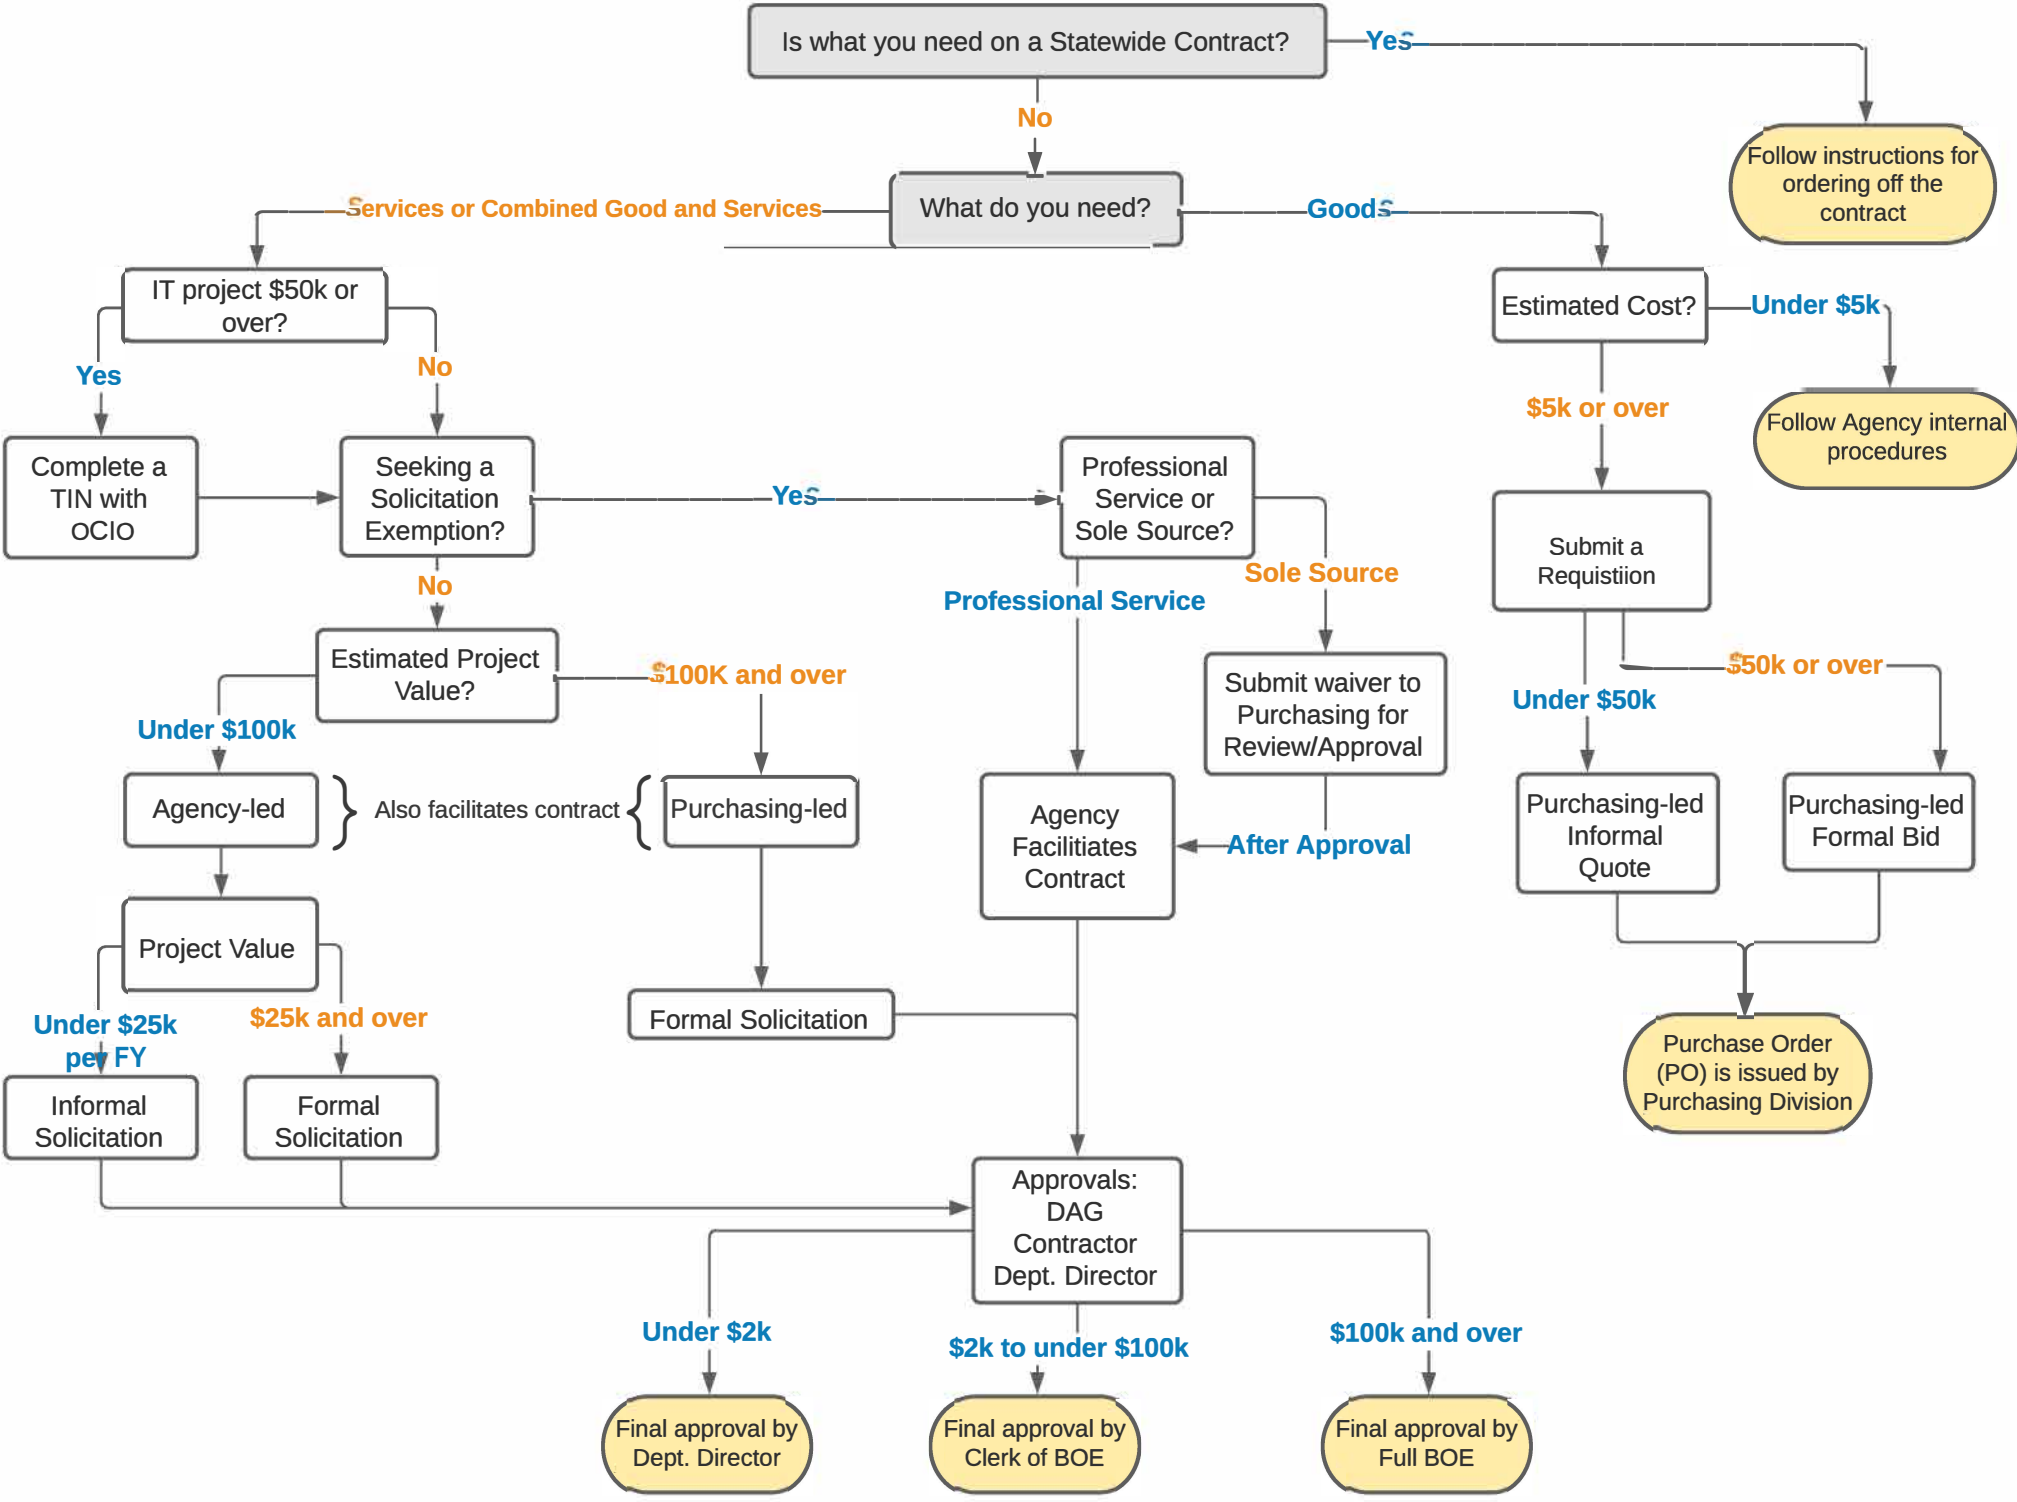 Is what you need on a Statewide Contract?
Yes
No
Follow instructions for
ordering off the
contract
What do you need?
Services or Combined Good and Services
Goods
IT project $50k or
over?
Estimated Cost?
Under $5k
Yes
No
$5k or over
Follow Agency internal
procedures
Complete a
TIN with
OCIO
Seeking a
Solicitation
Exemption?
Yes
Professional
Service or
Sole Source?
Submit a
Requistiion
No
Sole Source
Professional Service
Estimated Project
Value?
$100K and over
Submit waiver to
Purchasing for
Review/Approval
$50k or over
Under $50k
Under $100k
Agency-led
Also facilitates contract
Purchasing-led
Agency
Facilitiates
Contract
After Approval
Purchasing-led
Informal
Quote
Purchasing-led
Formal Bid
Project Value
Under $25k
per FY
$25k and over
Formal Solicitation
Purchase Order
(PO) is issued by
Purchasing Division
Informal
Solicitation
Formal
Solicitation
Approvals:
DAG
Contractor
Dept. Director
Under $2k
$2k to under $100k
$100k and over
Final approval by
Dept. Director
Final approval by
Clerk of BOE
Final approval by
Full BOE